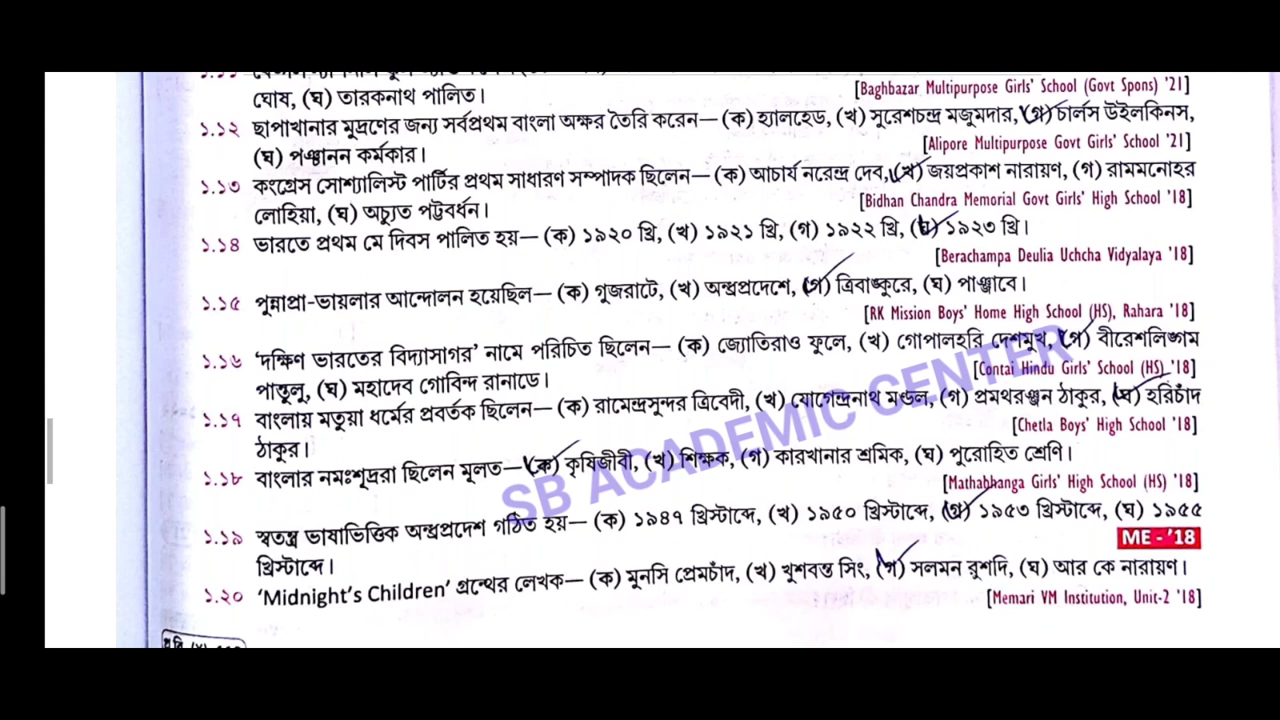 ঘোষ, (ঘ) তারকনাথ পালিত।
[Baghbazar Multipurpose Girls' School (Govt Spons) '21]
১.১২ ছাপাখানার মুদ্রণের জন্য সর্বপ্রথম বাংলা অক্ষর তৈরি করেন— (ক) হ্যালহেড, (খ) সুরেশচন্দ্র মজুমদার, (গ) চার্লস উইলকিনস,
(ঘ) পঞ্চানন কর্মকার।
[Alipore Multipurpose Govt Girls' School '21]
১.১৩ কংগ্রেস সোশ্যালিস্ট পার্টির প্রথম সাধারণ সম্পাদক ছিলেন— (ক) আচার্য নরেন্দ্র দেব, (খ) জয়প্রকাশ নারায়ণ, (গ) রামমনোহর
লোহিয়া, (ঘ) অচ্যুত পট্টবর্ধন।
[Bidhan Chandra Memorial Govt Girls' High School '18]
১.১৪ ভারতে প্রথম মে দিবস পালিত হয়— (ক) ১৯২০ খ্রি, (খ) ১৯২১ খ্রি, (গ) ১৯২২ খ্রি, (ঘ) ১৯২৩ খ্রি।
[Berachampa Deulia Uchcha Vidyalaya '18]
১.১৫ পুন্নাপ্রা-ভায়লার আন্দোলন হয়েছিল— (ক) গুজরাটে, (খ) অন্ধ্রপ্রদেশে, (গ) ত্রিবাঙ্কুরে, (ঘ) পাঞ্জাবে।
[RK Mission Boys' Home High School (HS), Rahara '18]
১.১৬ ‘দক্ষিণ ভারতের বিদ্যাসাগর’ নামে পরিচিত ছিলেন— (ক) জ্যোতিরাও ফুলে, (খ) গোপালহরি দেশমুখ, (গ) বীরেশলিঙ্গম
পান্তুলু, (ঘ) মহাদেব গোবিন্দ রানাডে।
[Contai Hindu Girls' School (HS) '18]
১.১৭ বাংলায় মতুয়া ধর্মের প্রবর্তক ছিলেন— (ক) রামেন্দ্রসুন্দর ত্রিবেদী, (খ) যোগেন্দ্রনাথ মণ্ডল, (গ) প্রমথরঞ্জন ঠাকুর, (ঘ) হরিচাঁদ
ঠাকুর।
[Chetla Boys' High School '18]
১.১৮ বাংলার নমঃশূদ্ররা ছিলেন মূলত— (ক) কৃষিজীবী, (খ) শিক্ষক, (গ) কারখানার শ্রমিক, (ঘ) পুরোহিত শ্রেণি।
[Mathabhanga Girls' High School (HS) '18]
১.১৯ স্বতন্ত্র ভাষাভিত্তিক অন্ধ্রপ্রদেশ গঠিত হয়— (ক) ১৯৪৭ খ্রিস্টাব্দে, (খ) ১৯৫০ খ্রিস্টাব্দে, (গ) ১৯৫৩ খ্রিস্টাব্দে, (ঘ) ১৯৫৫
খ্রিস্টাব্দে।
ME - '18
১.২০ ‘Midnight's Children’ গ্রন্থের লেখক— (ক) মুনসি প্রেমচাঁদ, (খ) খুশবন্ত সিং, (গ) সলমন রুশদি, (ঘ) আর কে নারায়ণ।
[Memari VM Institution, Unit-2 '18]
SB ACADEMIC CENTER